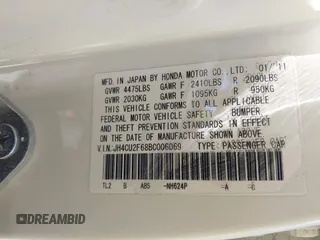 MFD. IN JAPAN BY HONDA MOTOR CO., LTD. 01/11
GVWR 4475LBS GAWR F 2410LBS R 2090LBS
GVWR 2030KG GAWR F 1095KG R 950KG
THIS VEHICLE CONFORMS TO ALL APPLICABLE
FEDERAL MOTOR VEHICLE SAFETY, BUMPER
AND THEFT PREVENTION STANDARDS IN EFFECT
ON THE DATE OF MANUFACTURE SHOWN ABOVE.
V.I.N. JH4CU2F68BC006069 TYPE: PASSENGER CAR
TL2 B ABS NH624P -A -C
DREAMBID